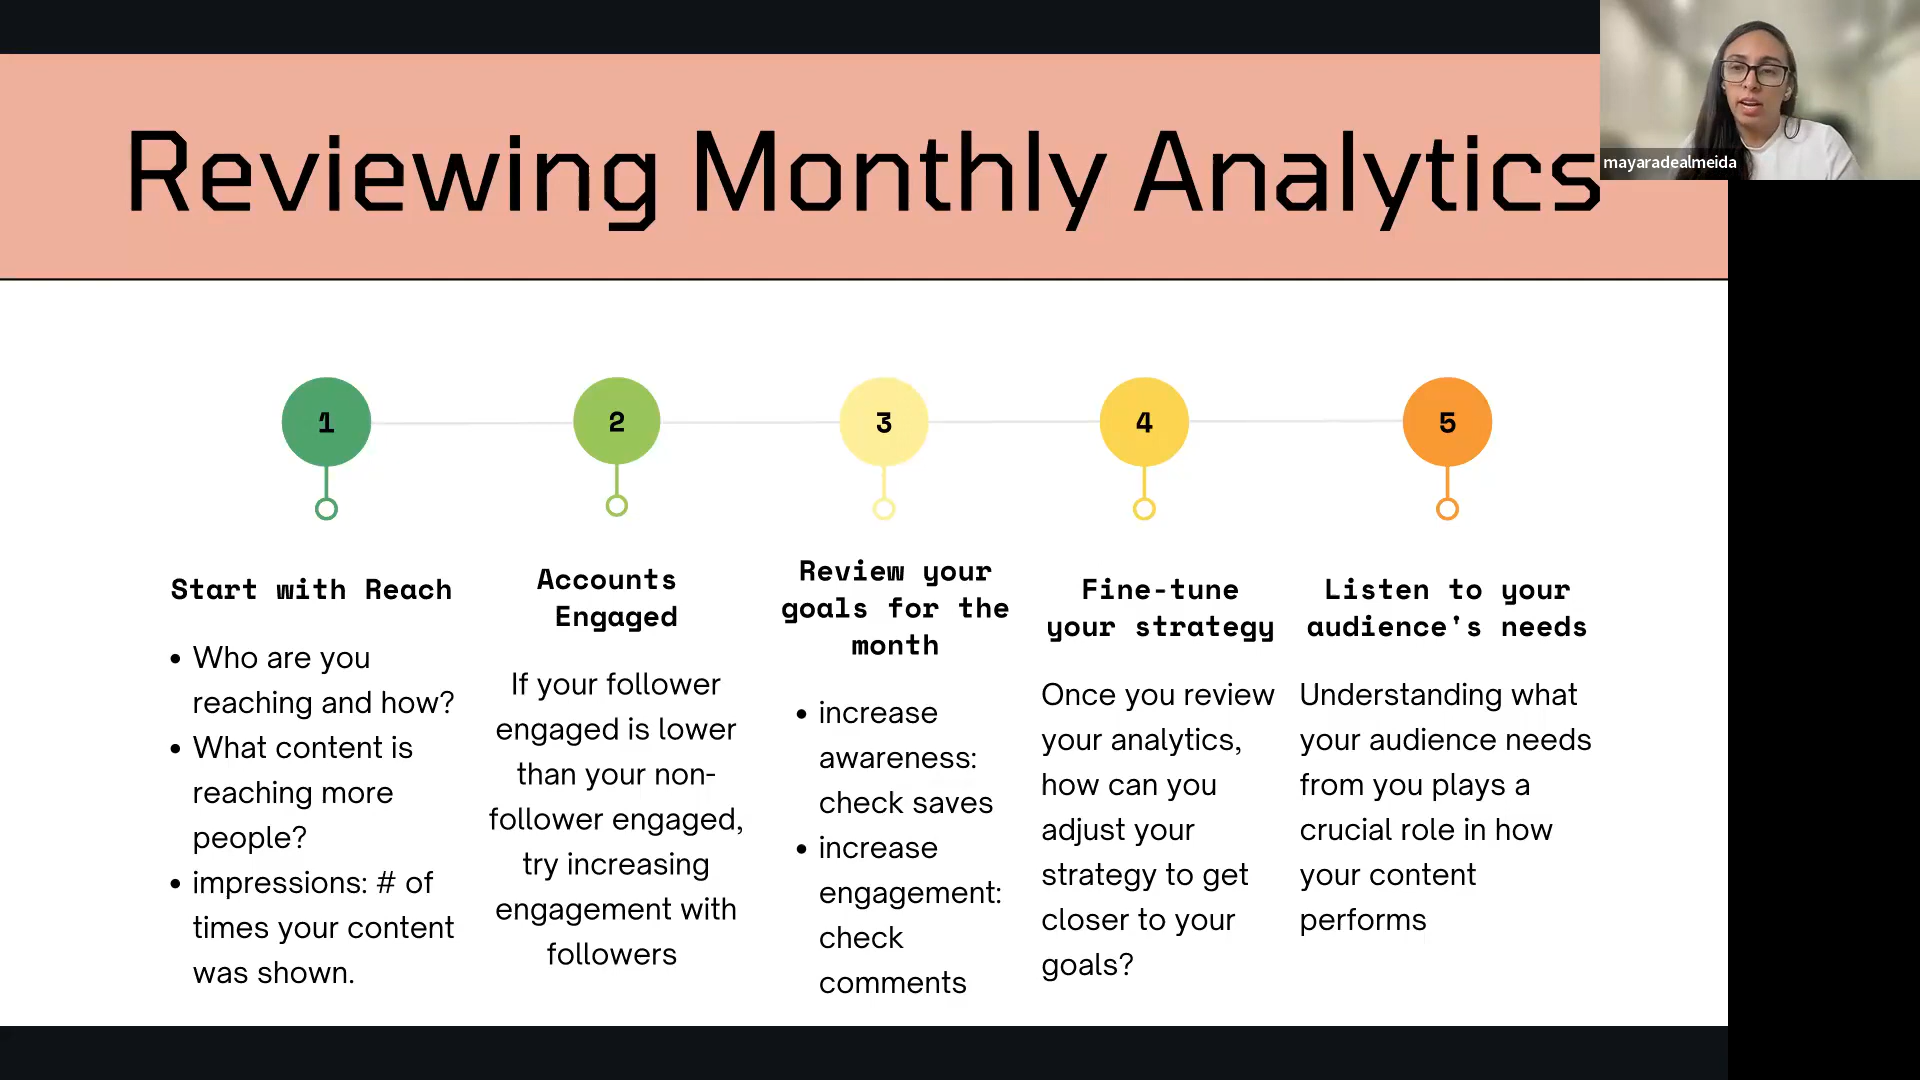 Reviewing Monthly Analytics
mayaradealmeida
1
2
3
4
5
Start with Reach
• Who are you
reaching and how?
• What content is
reaching more
people?
• impressions: # of
times your content
was shown.
Accounts
Engaged
If your follower
engaged is lower
than your non-
follower engaged,
try increasing
engagement with
followers
Review your
goals for the
month
• increase
awareness:
check saves
• increase
engagement:
check
comments
Fine-tune
your strategy
Once you review
your analytics,
how can you
adjust your
strategy to get
closer to your
goals?
Listen to your
audience's needs
Understanding what
your audience needs
from you plays a
crucial role in how
your content
performs